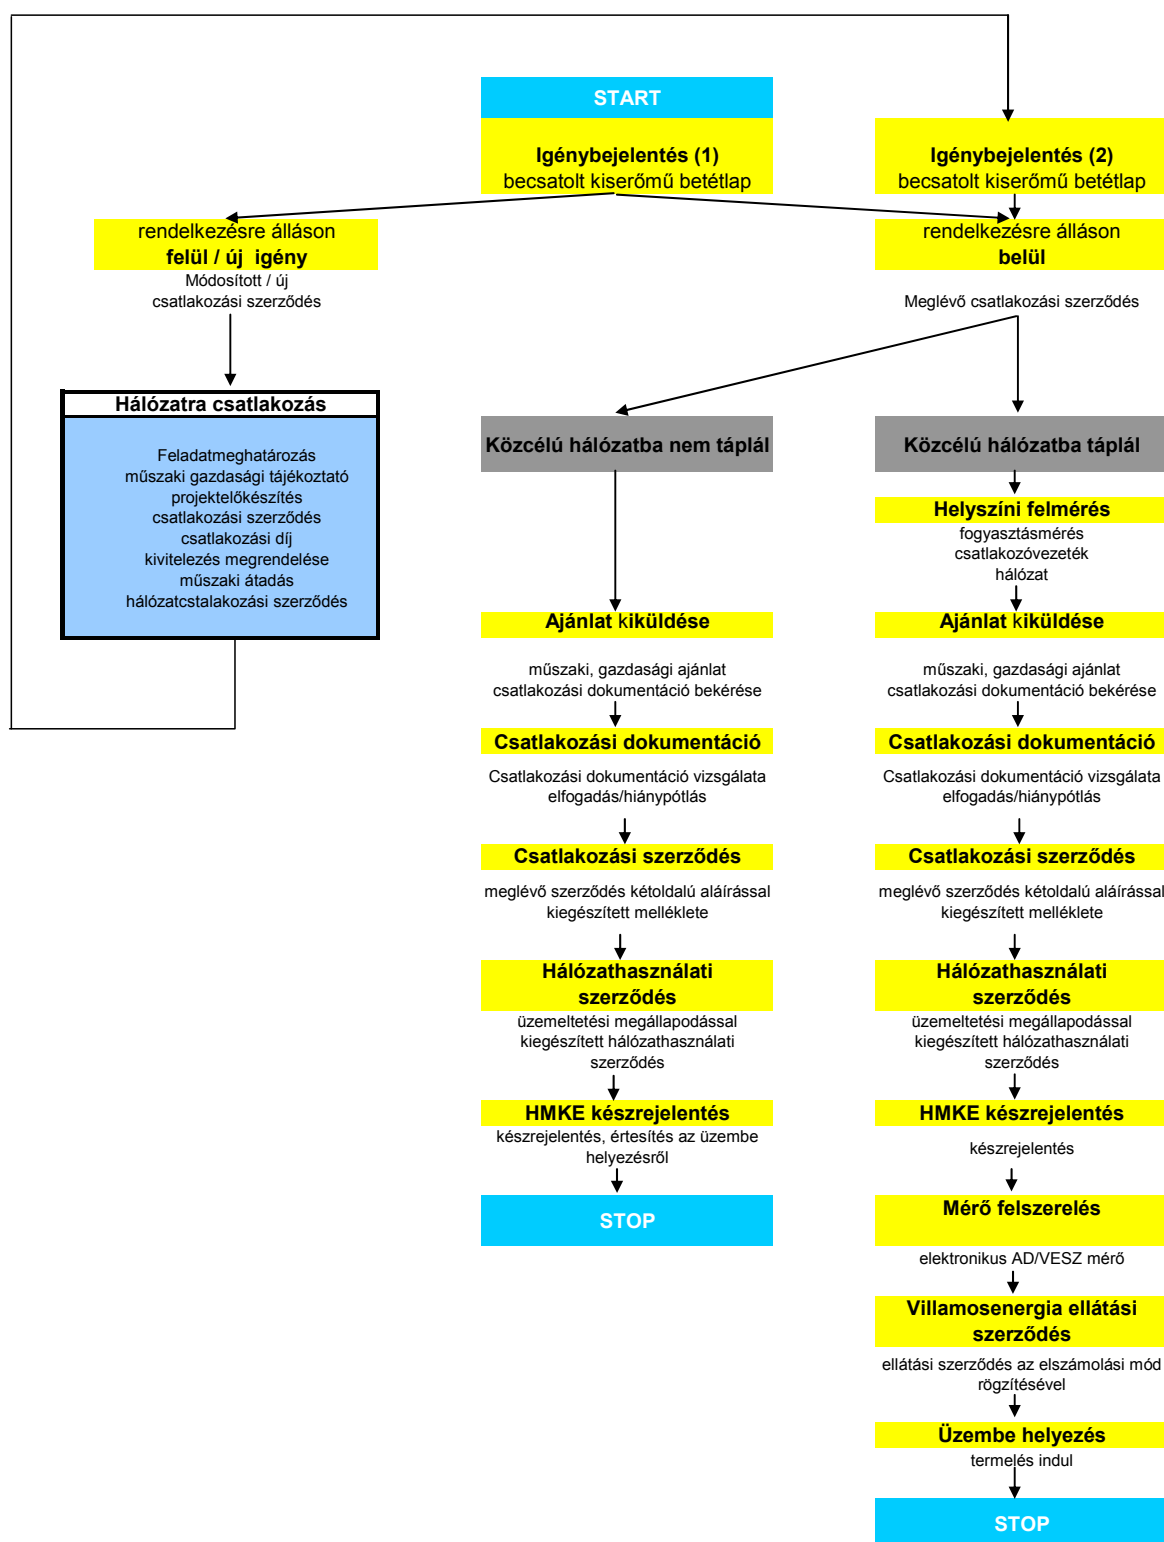 START
Igénybejelentés (1)
becsatolt kiserőmű betétlap
Igénybejelentés (2)
becsatolt kiserőmű betétlap
rendelkezésre álláson
felül / új igény
Módosított / új
csatlakozási szerződés
rendelkezésre álláson
belül
Meglévő csatlakozási szerződés
Hálózatra csatlakozás
Feladatmeghatározás
műszaki gazdasági tájékoztató
projektelőkészítés
csatlakozási szerződés
csatlakozási díj
kivitelezés megrendelése
műszaki átadás
hálózatcstalakozási szerződés
Közcélú hálózatba nem táplál
Ajánlat kiküldése
műszaki, gazdasági ajánlat
csatlakozási dokumentáció bekérése
Csatlakozási dokumentáció
Csatlakozási dokumentáció vizsgálata
elfogadás/hiánypótlás
Csatlakozási szerződés
meglévő szerződés kétoldalú aláírással
kiegészített melléklete
Hálózathasználati
szerződés
üzemeltetési megállapodással
kiegészített hálózathasználati
szerződés
HMKE készrejelentés
készrejelentés, értesítés az üzembe
helyezésről
STOP
Közcélú hálózatba táplál
Helyszíni felmérés
fogyasztásmérés
csatlakozóvezeték
hálózat
Ajánlat kiküldése
műszaki, gazdasági ajánlat
csatlakozási dokumentáció bekérése
Csatlakozási dokumentáció
Csatlakozási dokumentáció vizsgálata
elfogadás/hiánypótlás
Csatlakozási szerződés
meglévő szerződés kétoldalú aláírással
kiegészített melléklete
Hálózathasználati
szerződés
üzemeltetési megállapodással
kiegészített hálózathasználati
szerződés
HMKE készrejelentés
készrejelentés
Mérő felszerelés
elektronikus AD/VESZ mérő
Villamosenergia ellátási
szerződés
ellátási szerződés az elszámolási mód
rögzítésével
Üzembe helyezés
termelés indul
STOP